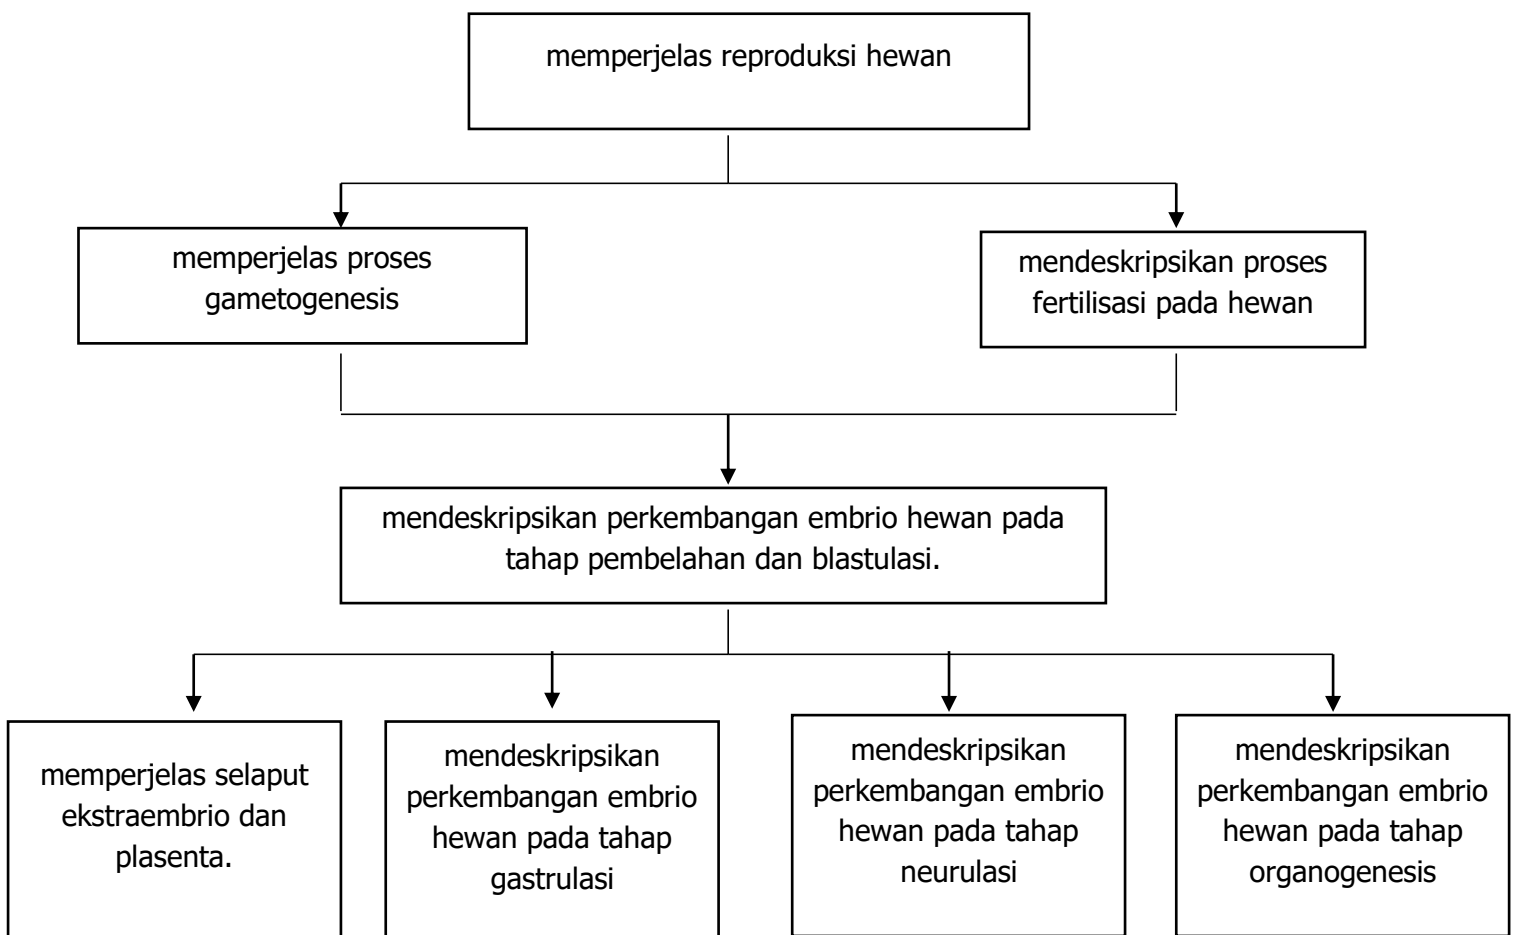 memperjelas reproduksi hewan
memperjelas proses
gametogenesis
mendeskripsikan proses
fertilisasi pada hewan
mendeskripsikan perkembangan embrio hewan pada
tahap pembelahan dan blastulasi.
memperjelas selaput
ekstraembrio dan
plasenta.
mendeskripsikan
perkembangan embrio
hewan pada tahap
gastrulasi
mendeskripsikan
perkembangan embrio
hewan pada tahap
neurulasi
mendeskripsikan
perkembangan embrio
hewan pada tahap
organogenesis